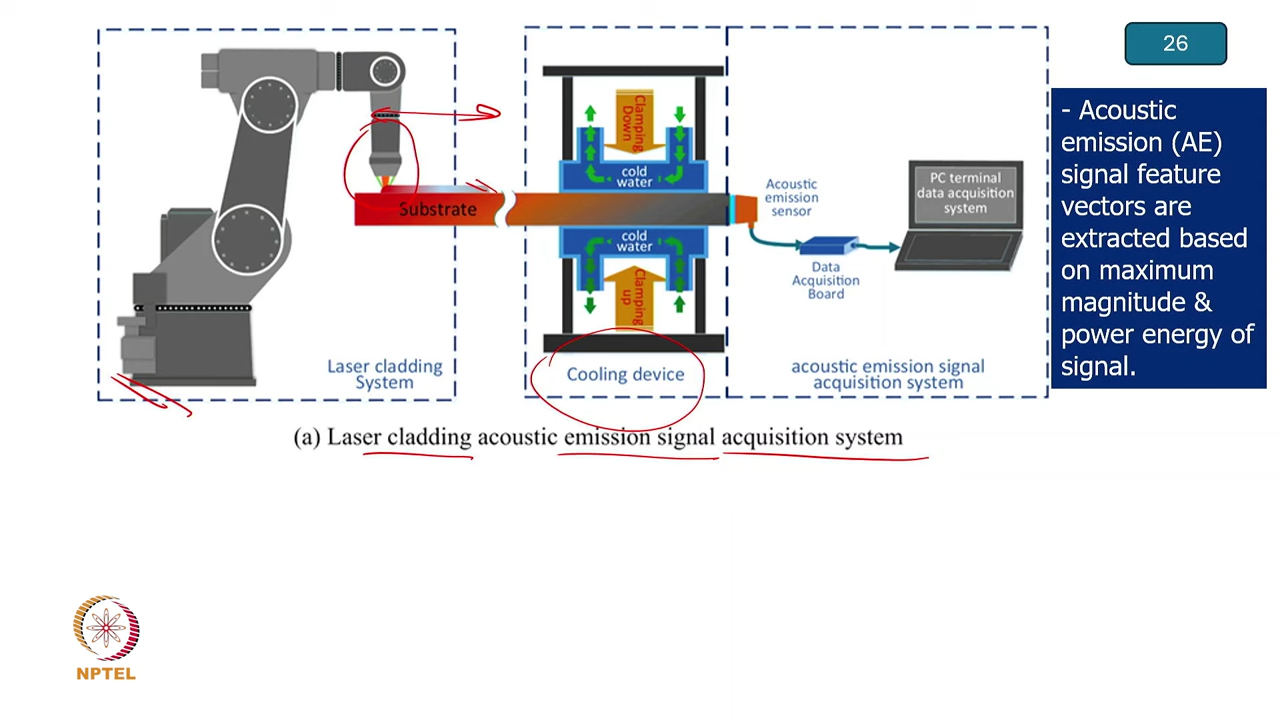 26
- Acoustic
emission (AE)
signal feature
vectors are
extracted based
on maximum
magnitude &
power energy of
signal.
Clamping
Down
cold
water
Substrate
cold
water
Clamping
up
Acoustic
emission
sensor
Data
Acquisition
Board
PC terminal
data acquisition
system
Laser cladding
System
Cooling device
acoustic emission signal
acquisition system
(a) Laser cladding acoustic emission signal acquisition system
NPTEL